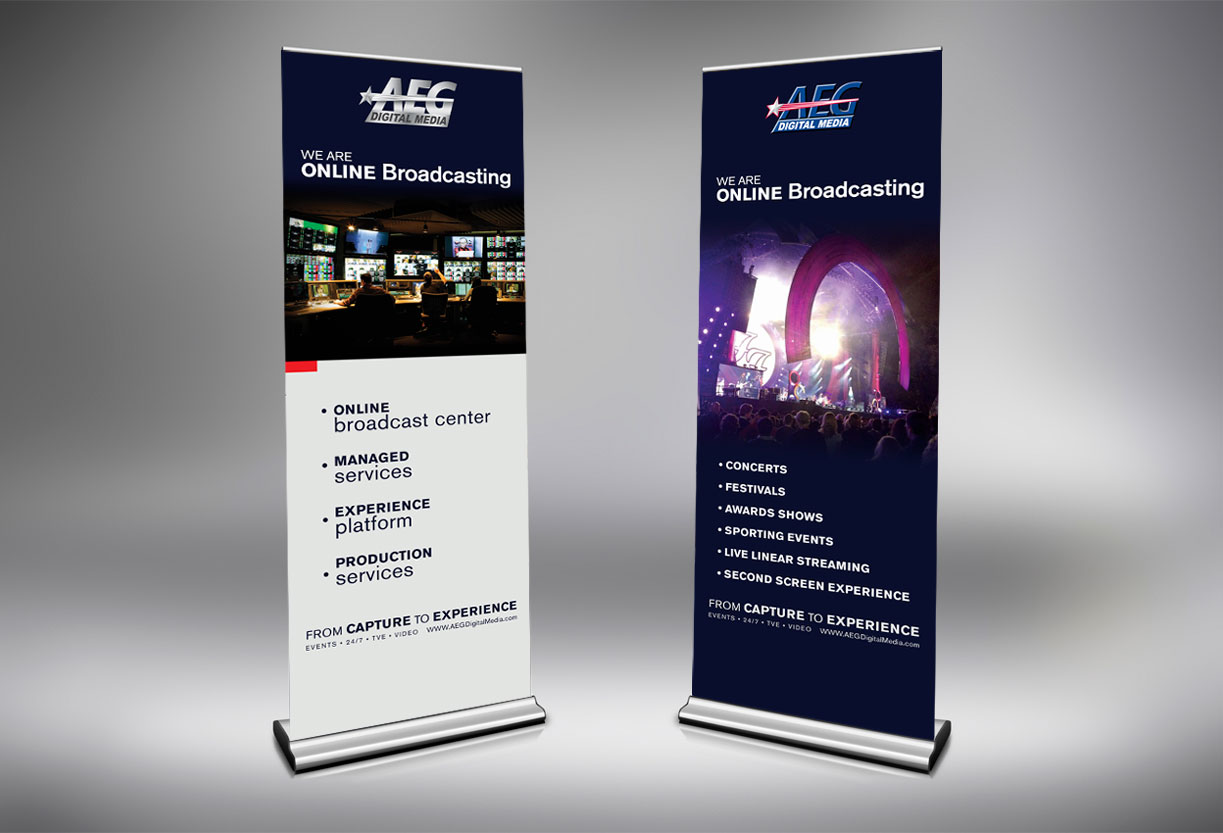 AEG
DIGITAL MEDIA
WE ARE
ONLINE Broadcasting
• ONLINE
broadcast center
• MANAGED
services
• EXPERIENCE
platform
• PRODUCTION
services
FROM CAPTURE TO EXPERIENCE
EVENTS • 24/7 • TVE • VIDEO WWW.AEGDigitalMedia.com
AEG
DIGITAL MEDIA
WE ARE
ONLINE Broadcasting
• CONCERTS
• FESTIVALS
• AWARDS SHOWS
• SPORTING EVENTS
• LIVE LINEAR STREAMING
• SECOND SCREEN EXPERIENCE
FROM CAPTURE TO EXPERIENCE
EVENTS • 24/7 • TVE • VIDEO WWW.AEGDigitalMedia.com